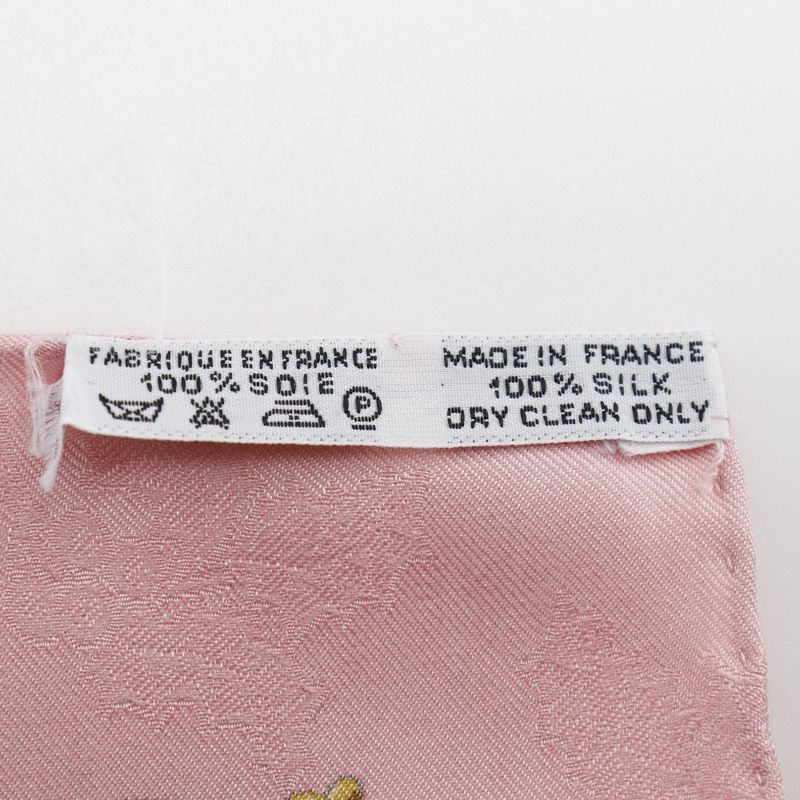 FABRIQUE EN FRANCE
100% SOIE
P
MADE IN FRANCE
100% SILK
DRY CLEAN ONLY